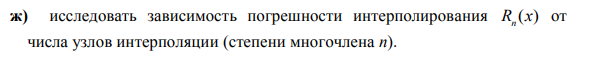 ж) исследовать зависимость погрешности интерполирования Rₙ(x) от
числа узлов интерполяции (степени многочлена n).